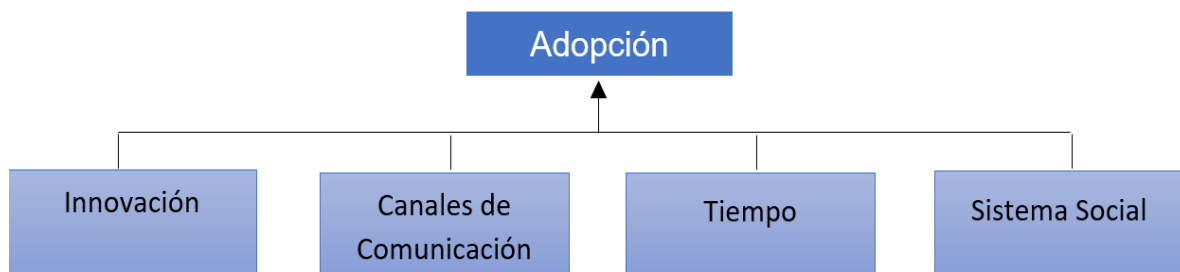 Adopción
Innovación
Canales de
Comunicación
Tiempo
Sistema Social